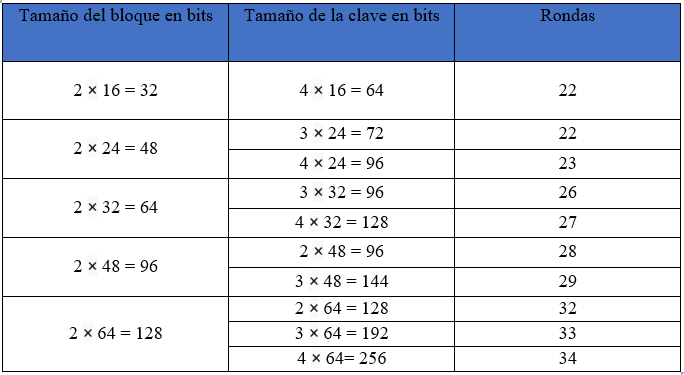 Tamaño del bloque en bits Tamaño de la clave en bits Rondas
2 × 16 = 32 4 × 16 = 64 22
2 × 24 = 48 3 × 24 = 72 22
4 × 24 = 96 23
2 × 32 = 64 3 × 32 = 96 26
4 × 32 = 128 27
2 × 48 = 96 2 × 48 = 96 28
3 × 48 = 144 29
2 × 64 = 128 2 × 64 = 128 32
3 × 64 = 192 33
4 × 64= 256 34